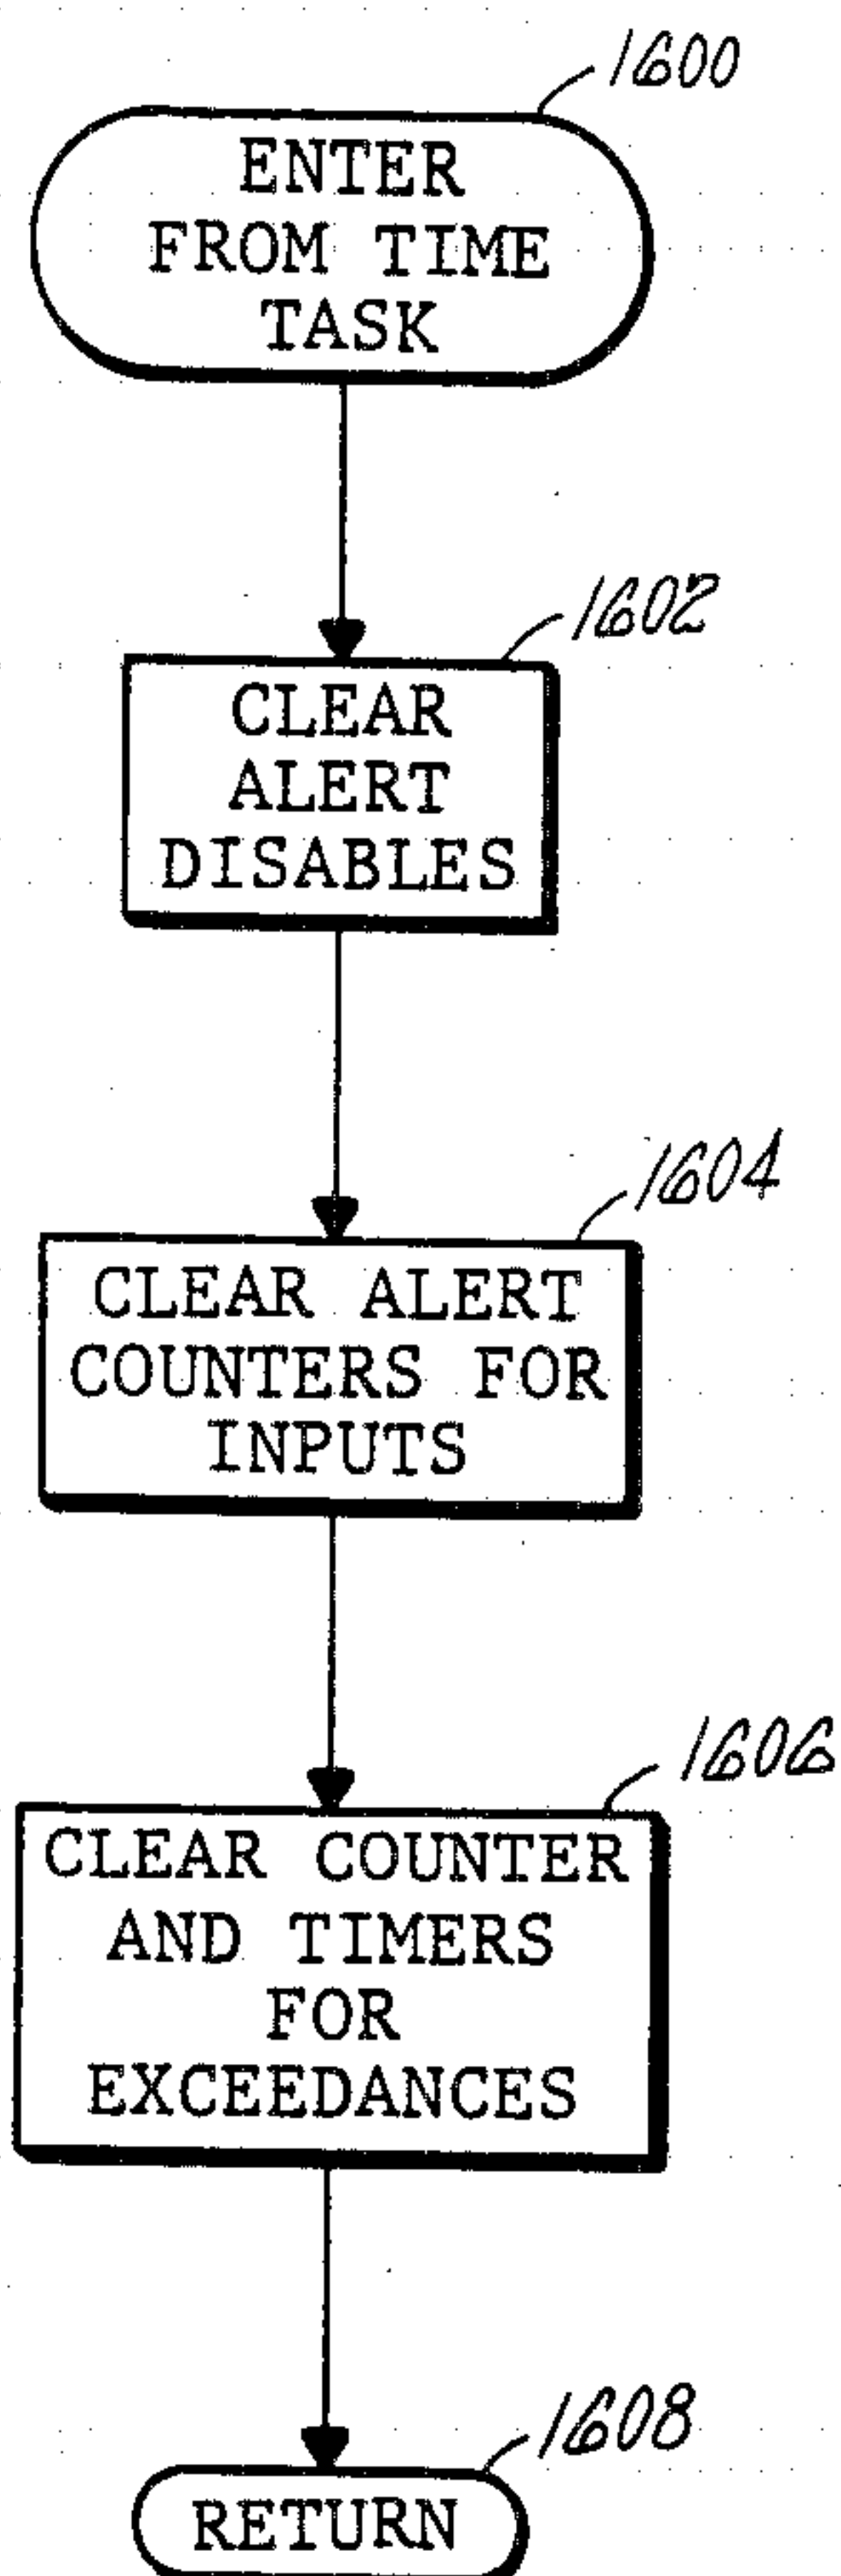 1600
ENTER
FROM TIME
TASK
1602
CLEAR
ALERT
DISABLES
1604
CLEAR ALERT
COUNTERS FOR
INPUTS
1606
CLEAR COUNTER
AND TIMERS
FOR
EXCEEDANCES
1608
RETURN